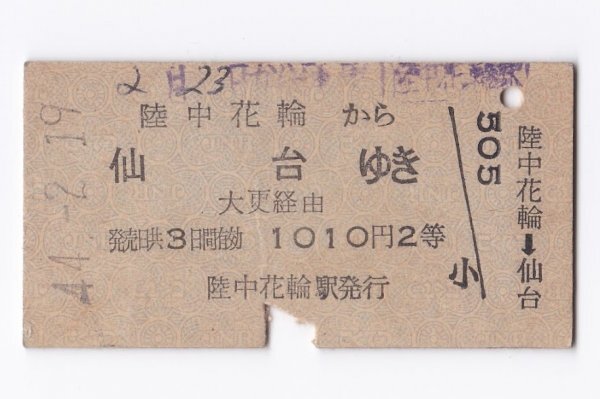 2 23
陸中花輪から
仙台ゆき
大更経由
発売日共3日間有効 1010円2等
陸中花輪駅発行
44-2.19
小
505
陸中花輪➡仙台